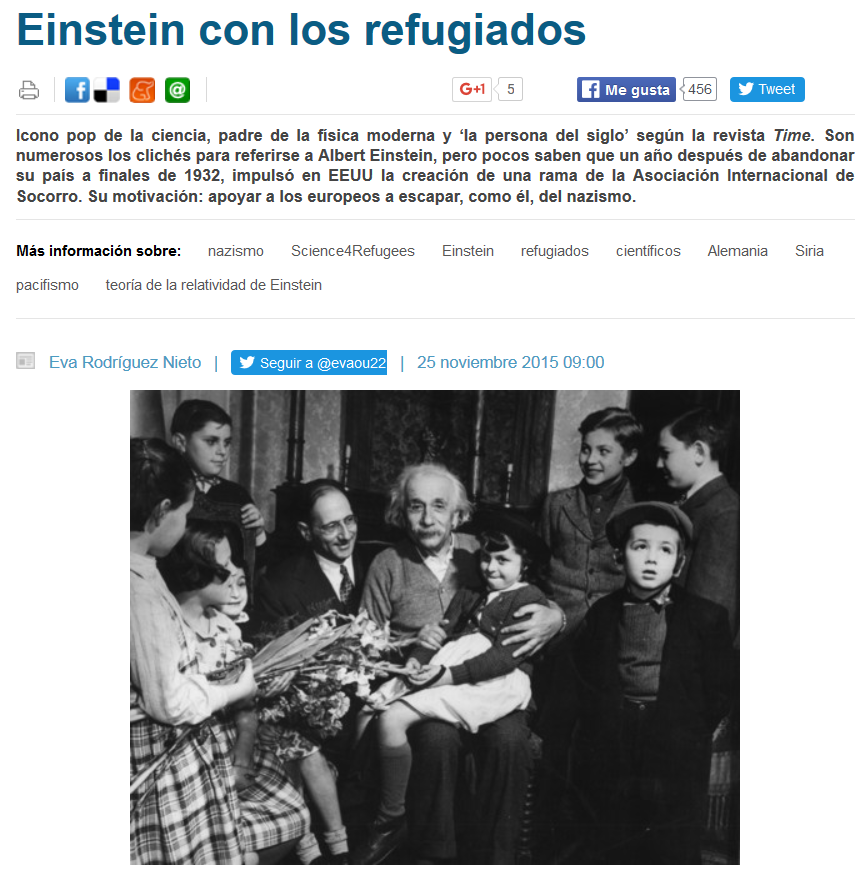 Einstein con los refugiados
G+1 5 Me gusta 456 Tweet
Icono pop de la ciencia, padre de la física moderna y ‘la persona del siglo’ según la revista Time. Son
numerosos los clichés para referirse a Albert Einstein, pero pocos saben que un año después de abandonar
su país a finales de 1932, impulsó en EEUU la creación de una rama de la Asociación Internacional de
Socorro. Su motivación: apoyar a los europeos a escapar, como él, del nazismo.
Más información sobre: nazismo Science4Refugees Einstein refugiados científicos Alemania Siria
pacifismo teoría de la relatividad de Einstein
Eva Rodríguez Nieto | Seguir a @evaou22 | 25 noviembre 2015 09:00